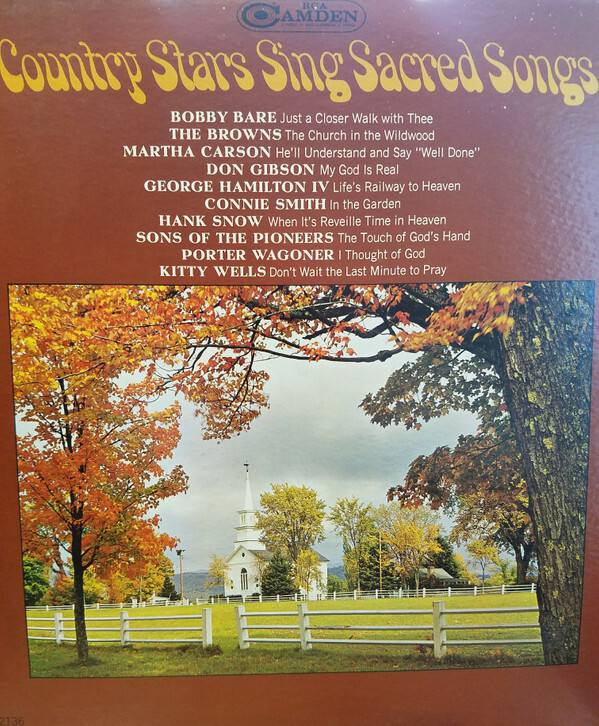 RCA
CAMDEN
Country Stars Sing Sacred Songs
BOBBY BARE Just a Closer Walk with Thee
THE BROWNS The Church in the Wildwood
MARTHA CARSON He'll Understand and Say "Well Done"
DON GIBSON My God Is Real
GEORGE HAMILTON IV Life's Railway to Heaven
CONNIE SMITH In the Garden
HANK SNOW When It's Reveille Time in Heaven
SONS OF THE PIONEERS The Touch of God's Hand
PORTER WAGONER I Thought of God
KITTY WELLS Don't Wait the Last Minute to Pray
2136